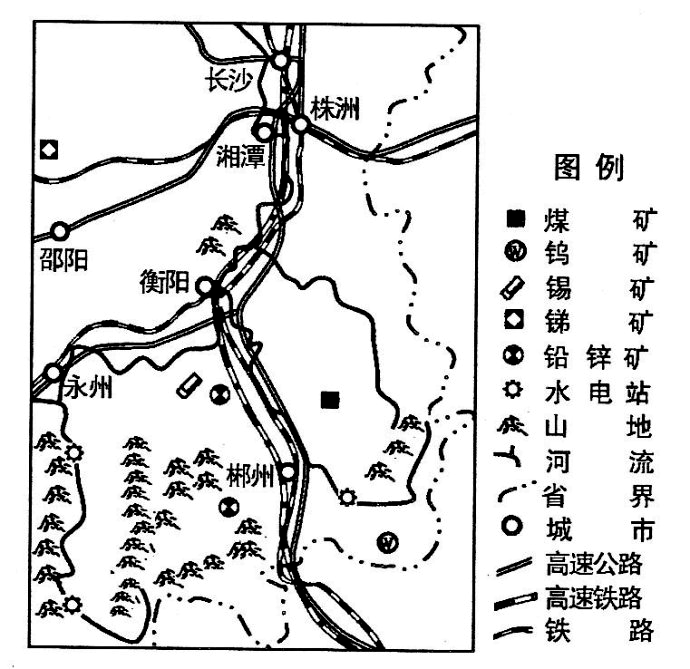 长沙
株洲
湘潭
邵阳
衡阳
永州
郴州
图例
煤矿
钨矿
锡矿
锑矿
铅锌矿
水电站
山地
河流
省界
城市
高速公路
高速铁路
铁路
W
W